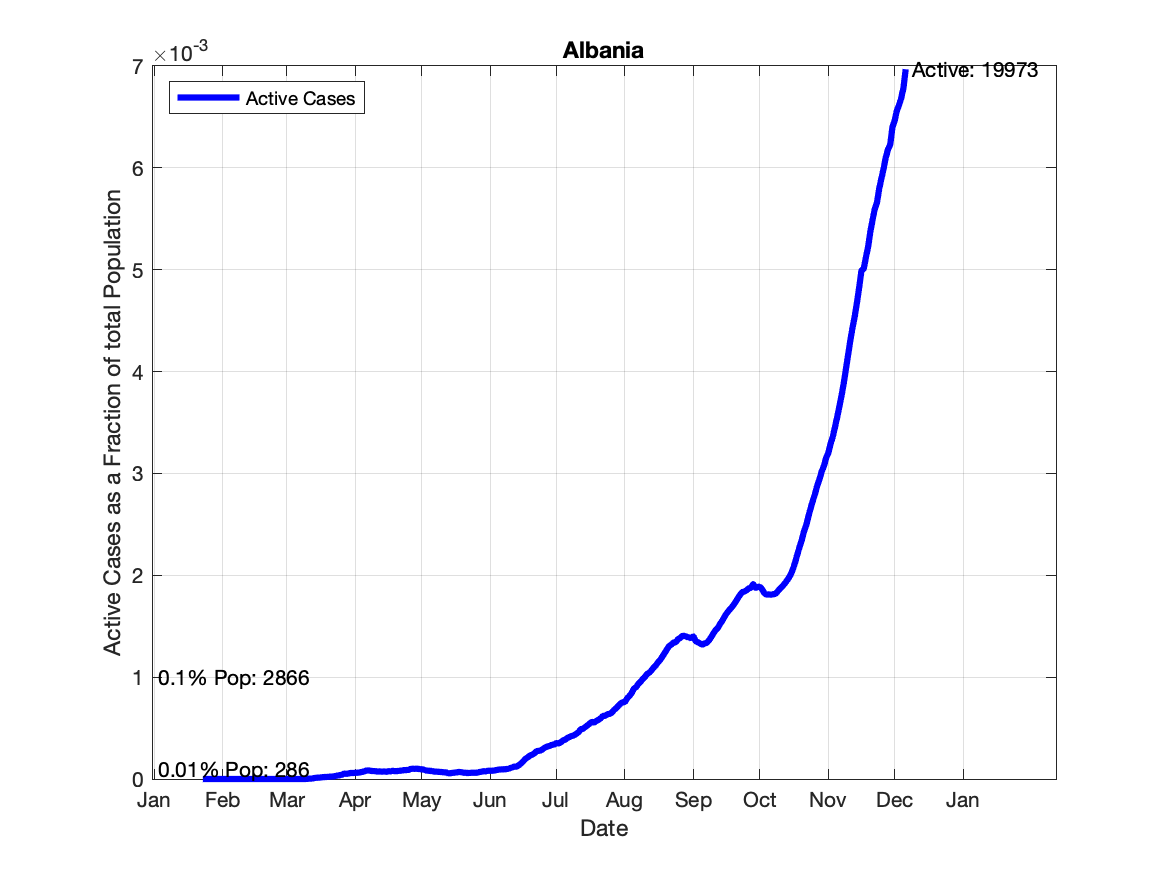 Albania
×10-3
Active: 19973
Active Cases
7
6
5
4
3
2
1
0
Active Cases as a Fraction of total Population
0.1% Pop: 2866
0.01% Pop: 286
Jan Feb Mar Apr May Jun Jul Aug Sep Oct Nov Dec Jan
Date